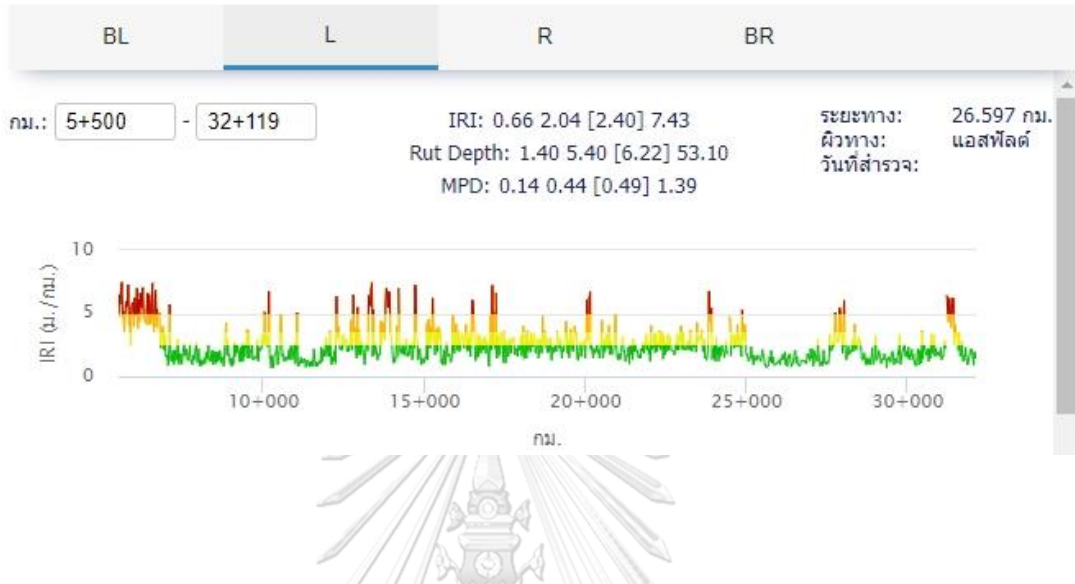 BL L R BR
กม.: 5+500 - 32+119
IRI: 0.66 2.04 [2.40] 7.43
Rut Depth: 1.40 5.40 [6.22] 53.10
MPD: 0.14 0.44 [0.49] 1.39
ระยะทาง: 26.597 กม.
ผิวทาง: แอสฟัลต์
วันที่สำรวจ:
10
5
0
IRI (ม./กม.)
10+000 15+000 20+000 25+000 30+000
กม.